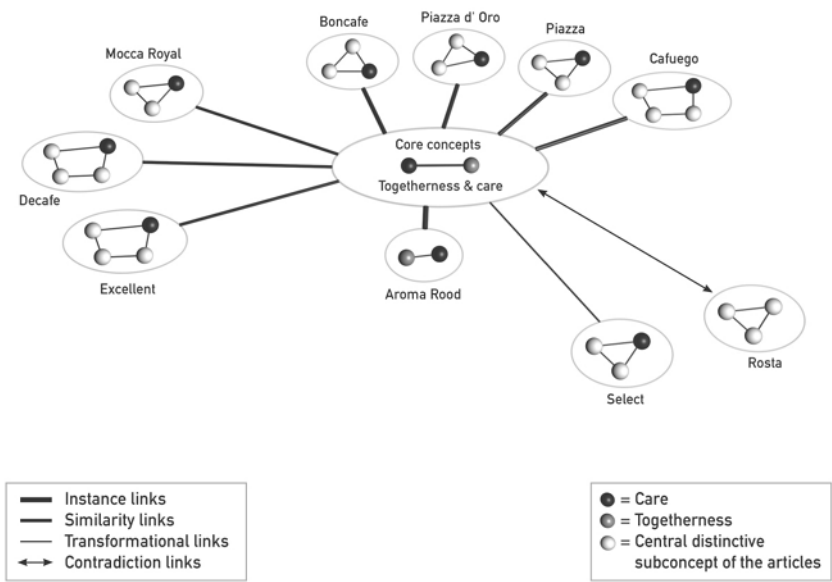 Boncafe
Piazza d' Oro
Piazza
Mocca Royal
Cafuego
Core concepts
Togetherness & care
Decafe
Excellent
Aroma Rood
Rosta
Select
Instance links
Similarity links
Transformational links
Contradiction links
= Care
= Togetherness
= Central distinctive
subconcept of the articles